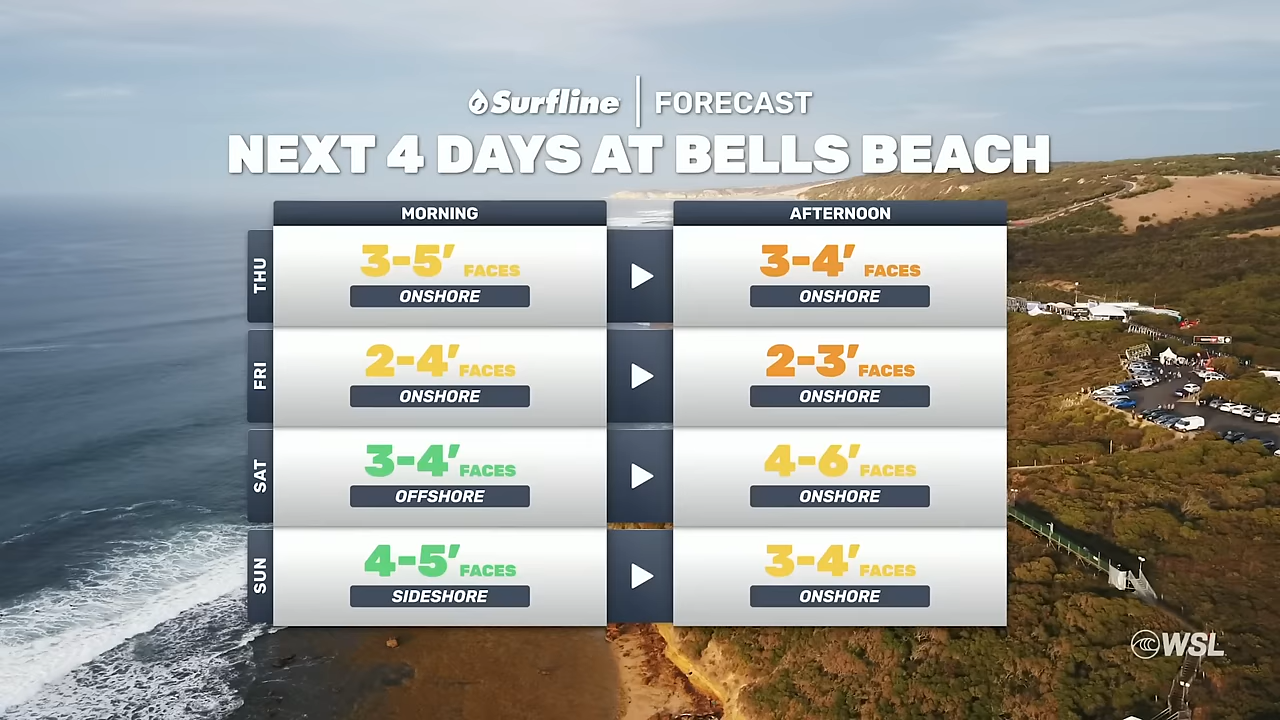 Surfline | FORECAST
NEXT 4 DAYS AT BELLS BEACH
MORNING
AFTERNOON
THU
3-5' FACES
ONSHORE
3-4' FACES
ONSHORE
FRI
2-4' FACES
ONSHORE
2-3' FACES
ONSHORE
SAT
3-4' FACES
OFFSHORE
4-6' FACES
ONSHORE
SUN
4-5' FACES
SIDESHORE
3-4' FACES
ONSHORE
WSL